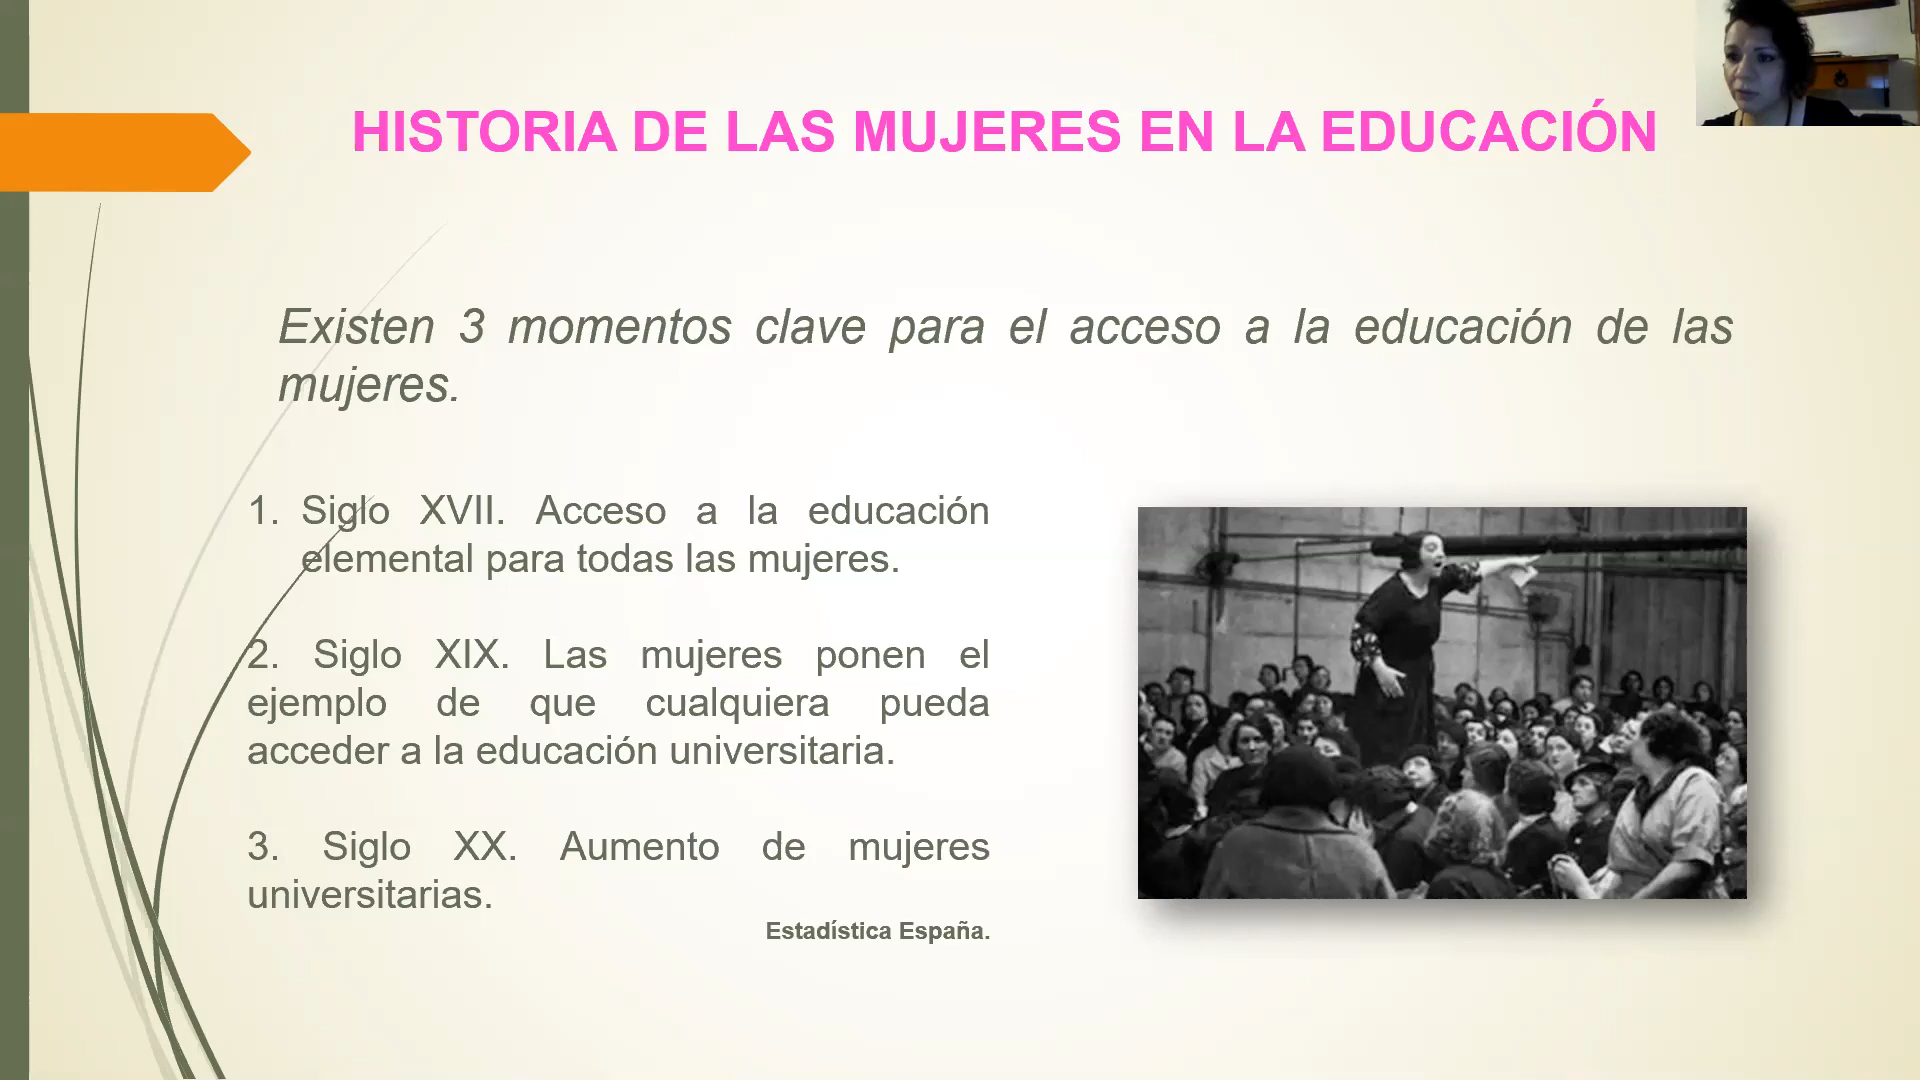 HISTORIA DE LAS MUJERES EN LA EDUCACIÓN
Existen 3 momentos clave para el acceso a la educación de las
mujeres.
1. Siglo XVII. Acceso a la educación
elemental para todas las mujeres.
2. Siglo XIX. Las mujeres ponen el
ejemplo de que cualquiera pueda
acceder a la educación universitaria.
3. Siglo XX. Aumento de mujeres
universitarias.
Estadística España.